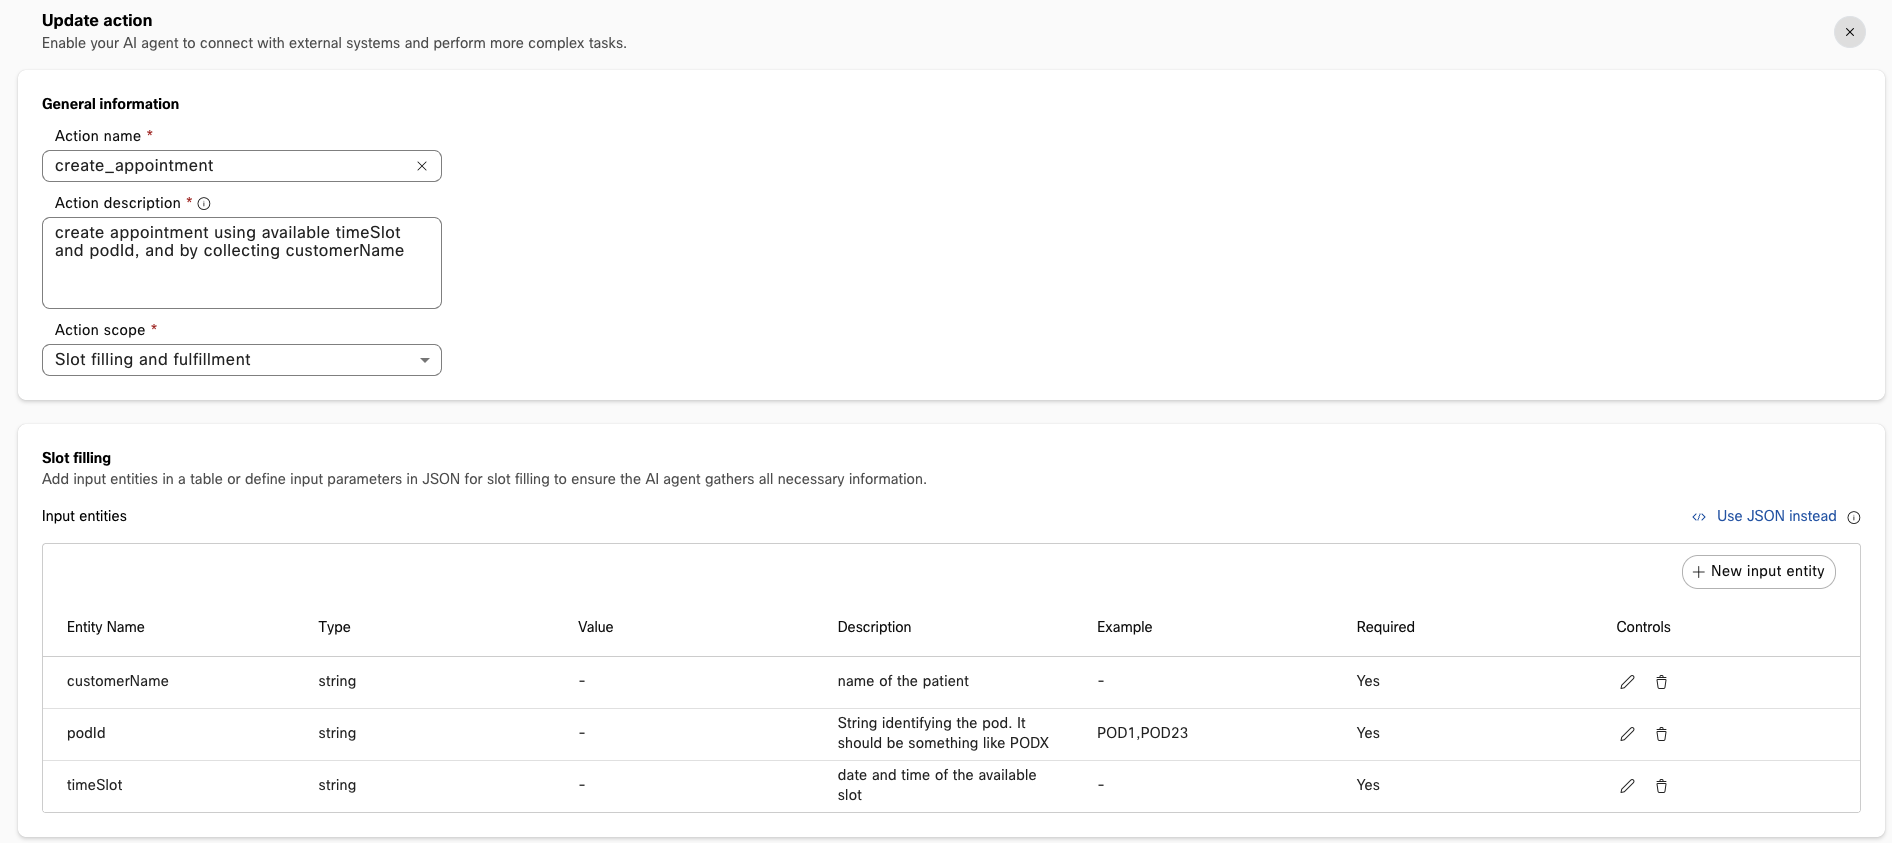 Update action
Enable your AI agent to connect with external systems and perform more complex tasks.
General information
Action name *
create_appointment
Action description *
create appointment using available timeSlot
and podId, and by collecting customerName
Action scope *
Slot filling and fulfillment
Slot filling
Add input entities in a table or define input parameters in JSON for slot filling to ensure the AI agent gathers all necessary information.
Input entities
</> Use JSON instead
+ New input entity
Entity Name Type Value Description Example Required Controls
customerName string - name of the patient - Yes
podId string - String identifying the pod. It
should be something like PODX POD1,POD23 Yes
timeSlot string - date and time of the available
slot - Yes